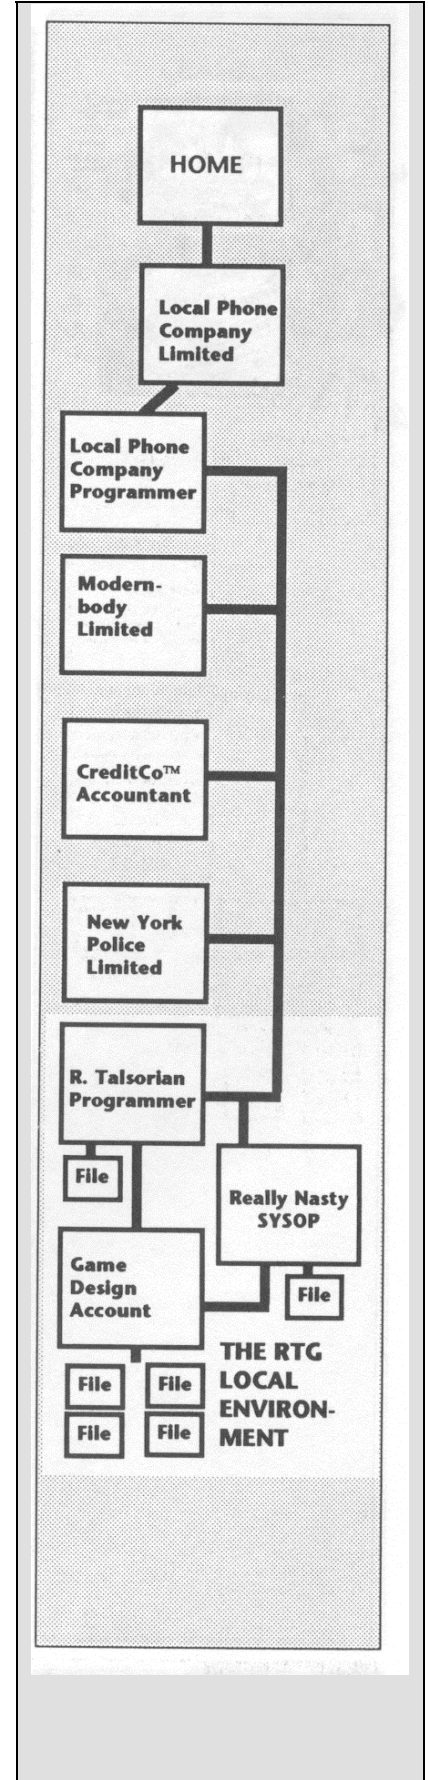 HOME
Local Phone
Company
Limited
Local Phone
Company
Programmer
Modern-
body
Limited
CreditCo™
Accountant
New York
Police
Limited
R. Talsorian
Programmer
File
Really Nasty
SYSOP
Game
Design
Account
File
THE RTG
LOCAL
ENVIRON-
MENT
File
File
File
File